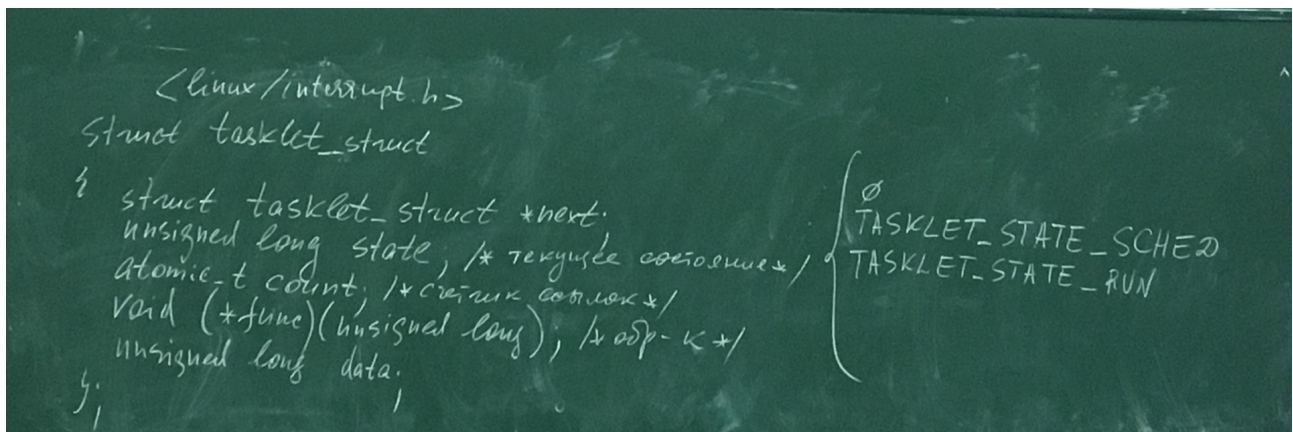 <linux/interrupt.h>
struct tasklet_struct
{
struct tasklet_struct *next;
unsigned long state; /* текущее состояние */
atomic_t count; /* счетчик ссылок */
void (*func)(unsigned long); /* обр-к */
unsigned long data;
};
{
0
TASKLET_STATE_SCHED
TASKLET_STATE_RUN